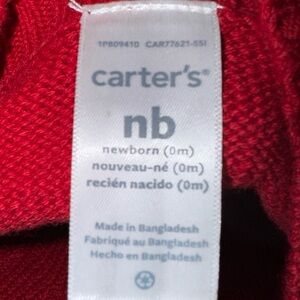 1P809410 CAR77621-SSI
carter's®
nb
newborn (0m)
nouveau-né (0m)
recién nacido (0m)
Made in Bangladesh
Fabriqué au Bangladesh
Hecho en Bangladesh